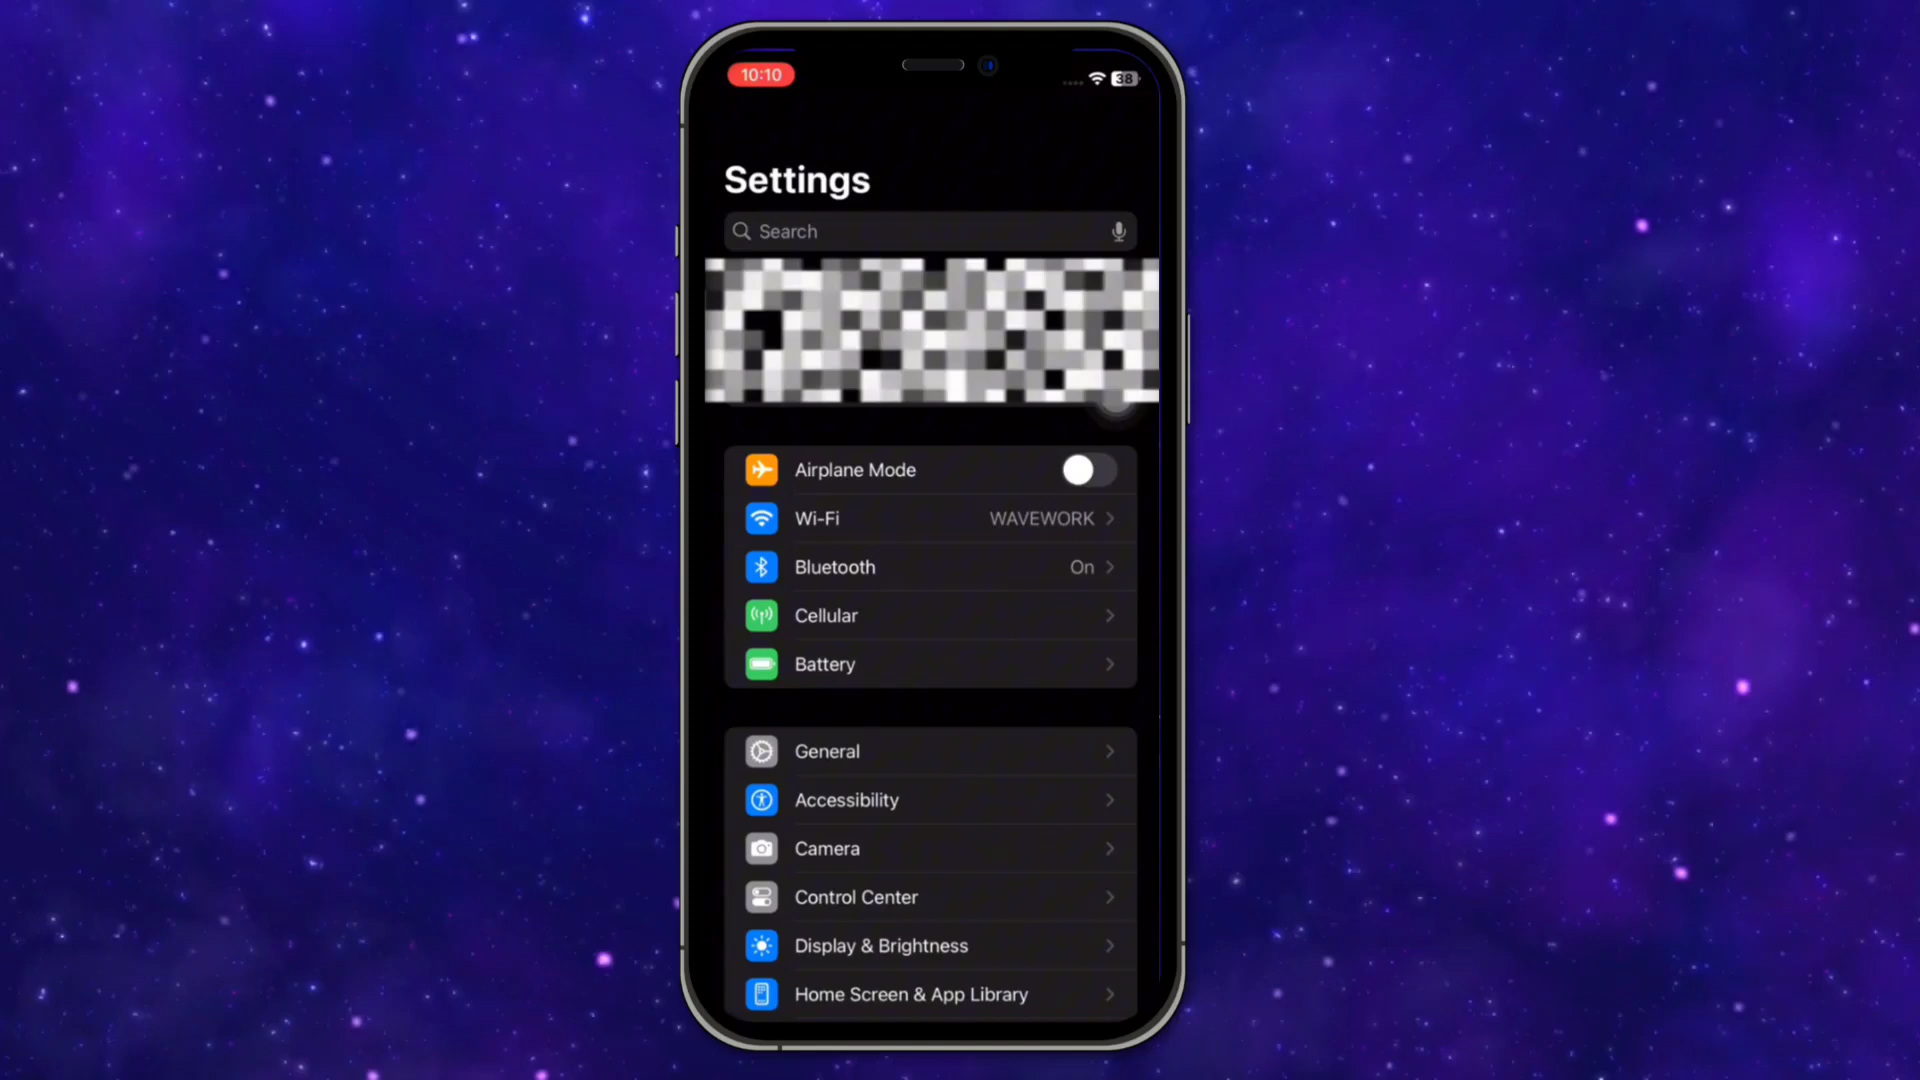 10:10
38
Settings
Search
Airplane Mode
Wi-Fi WAVEWORK
Bluetooth On
Cellular
Battery
General
Accessibility
Camera
Control Center
Display & Brightness
Home Screen & App Library